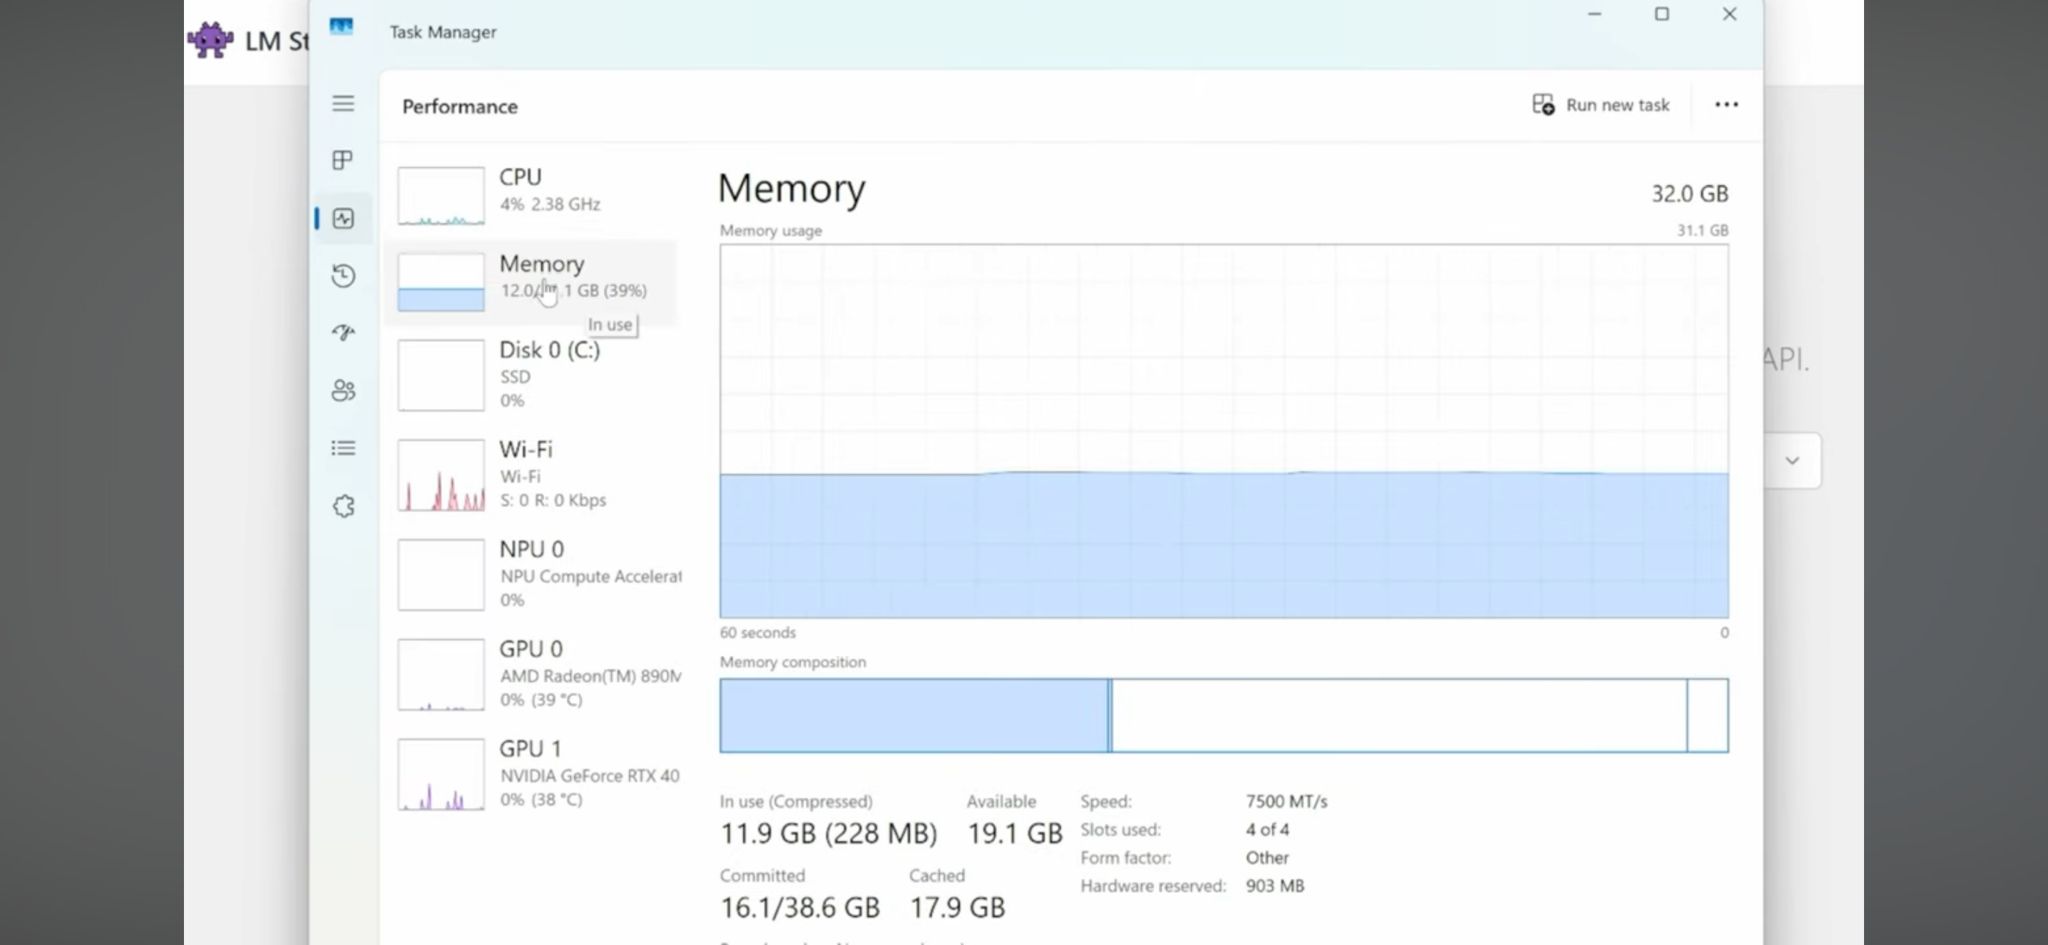 LM St
Task Manager
Performance
Run new task
CPU
4% 2.38 GHz
Memory
12.0/ .1 GB (39%)
In use
Disk 0 (C:)
SSD
0%
Wi-Fi
Wi-Fi
S: 0 R: 0 Kbps
NPU 0
NPU Compute Accelerat
0%
GPU 0
AMD Radeon(TM) 890M
0% (39 °C)
GPU 1
NVIDIA GeForce RTX 40
0% (38 °C)
Memory
32.0 GB
Memory usage
31.1 GB
60 seconds
0
Memory composition
In use (Compressed)
11.9 GB (228 MB)
Available
19.1 GB
Committed
16.1/38.6 GB
Cached
17.9 GB
Speed: 7500 MT/s
Slots used: 4 of 4
Form factor: Other
Hardware reserved: 903 MB
API.